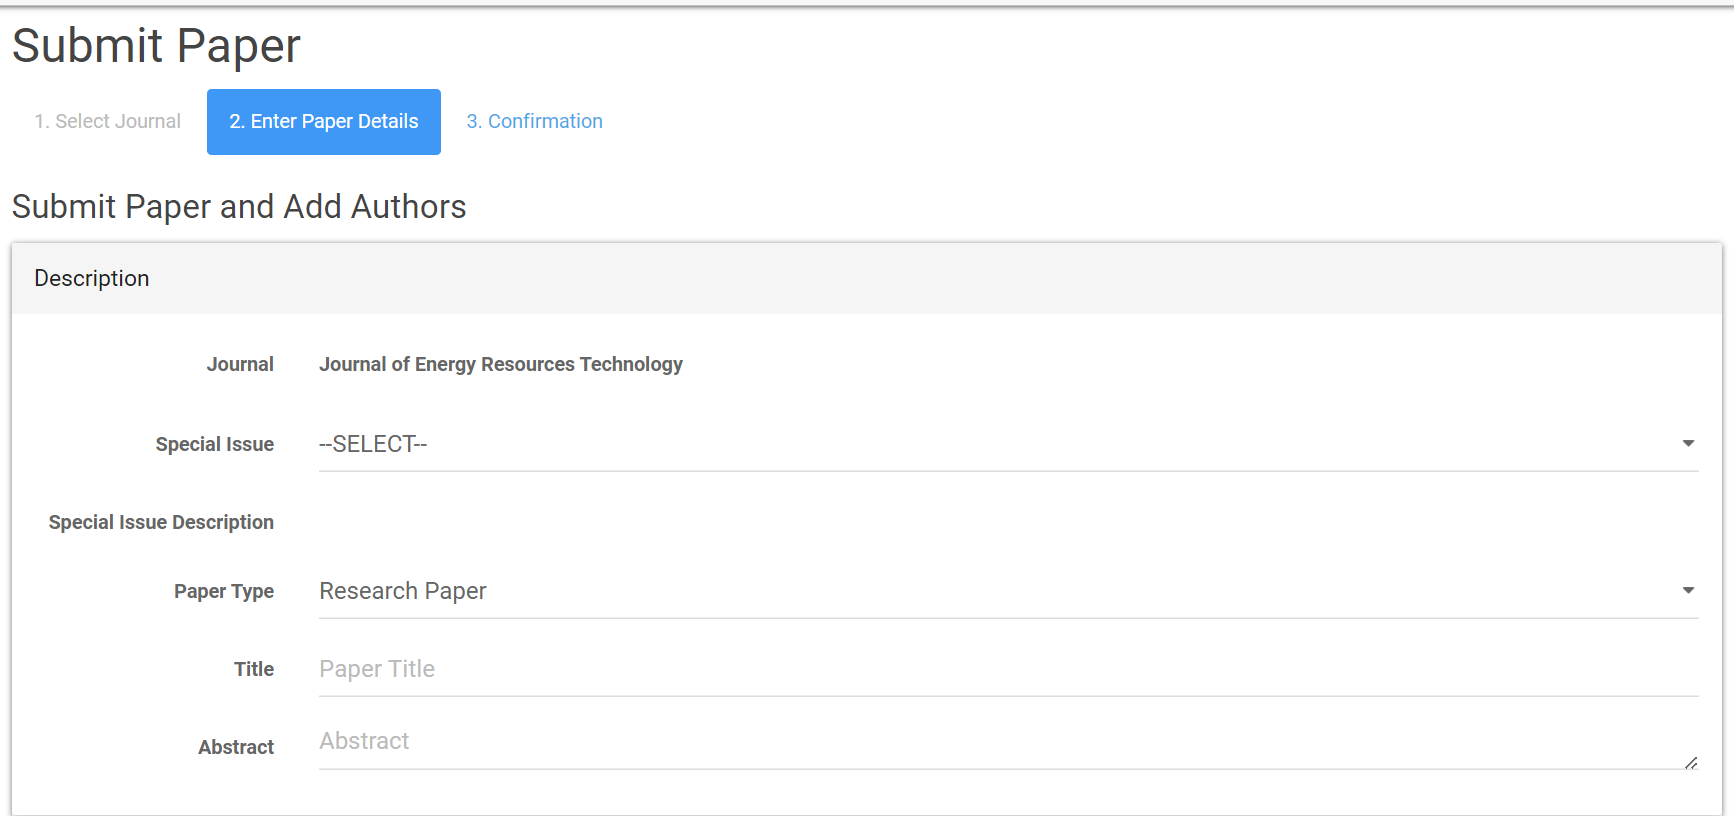 Submit Paper
1. Select Journal 2. Enter Paper Details 3. Confirmation
Submit Paper and Add Authors
Description
Journal Journal of Energy Resources Technology
Special Issue --SELECT--
Special Issue Description
Paper Type Research Paper
Title Paper Title
Abstract Abstract